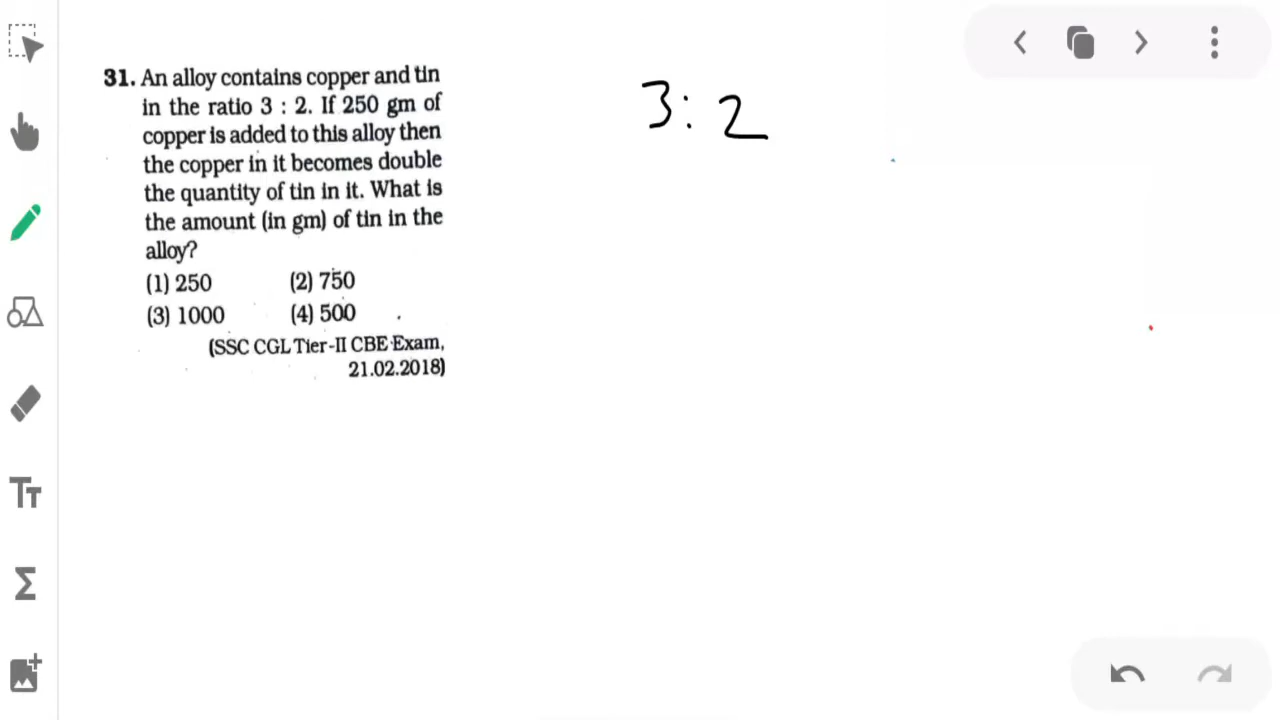 31. An alloy contains copper and tin
in the ratio 3 : 2. If 250 gm of
copper is added to this alloy then
the copper in it becomes double
the quantity of tin in it. What is
the amount (in gm) of tin in the
alloy?
(1) 250 (2) 750
(3) 1000 (4) 500
(SSC CGL Tier-II CBE Exam,
21.02.2018)
3: 2
TT
Σ